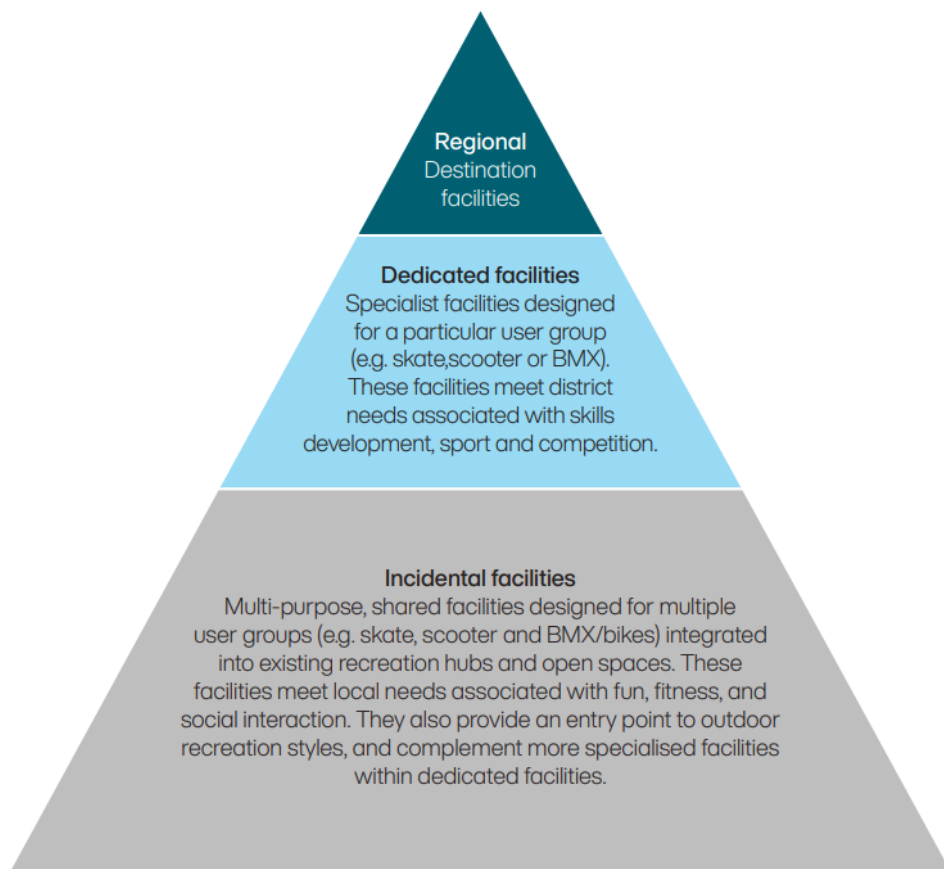 Regional
Destination
facilities
Dedicated facilities
Specialist facilities designed
for a particular user group
(e.g. skate,scooter or BMX).
These facilities meet district
needs associated with skills
development, sport and competition.
Incidental facilities
Multi-purpose, shared facilities designed for multiple
user groups (e.g. skate, scooter and BMX/bikes) integrated
into existing recreation hubs and open spaces. These
facilities meet local needs associated with fun, fitness, and
social interaction. They also provide an entry point to outdoor
recreation styles, and complement more specialised facilities
within dedicated facilities.